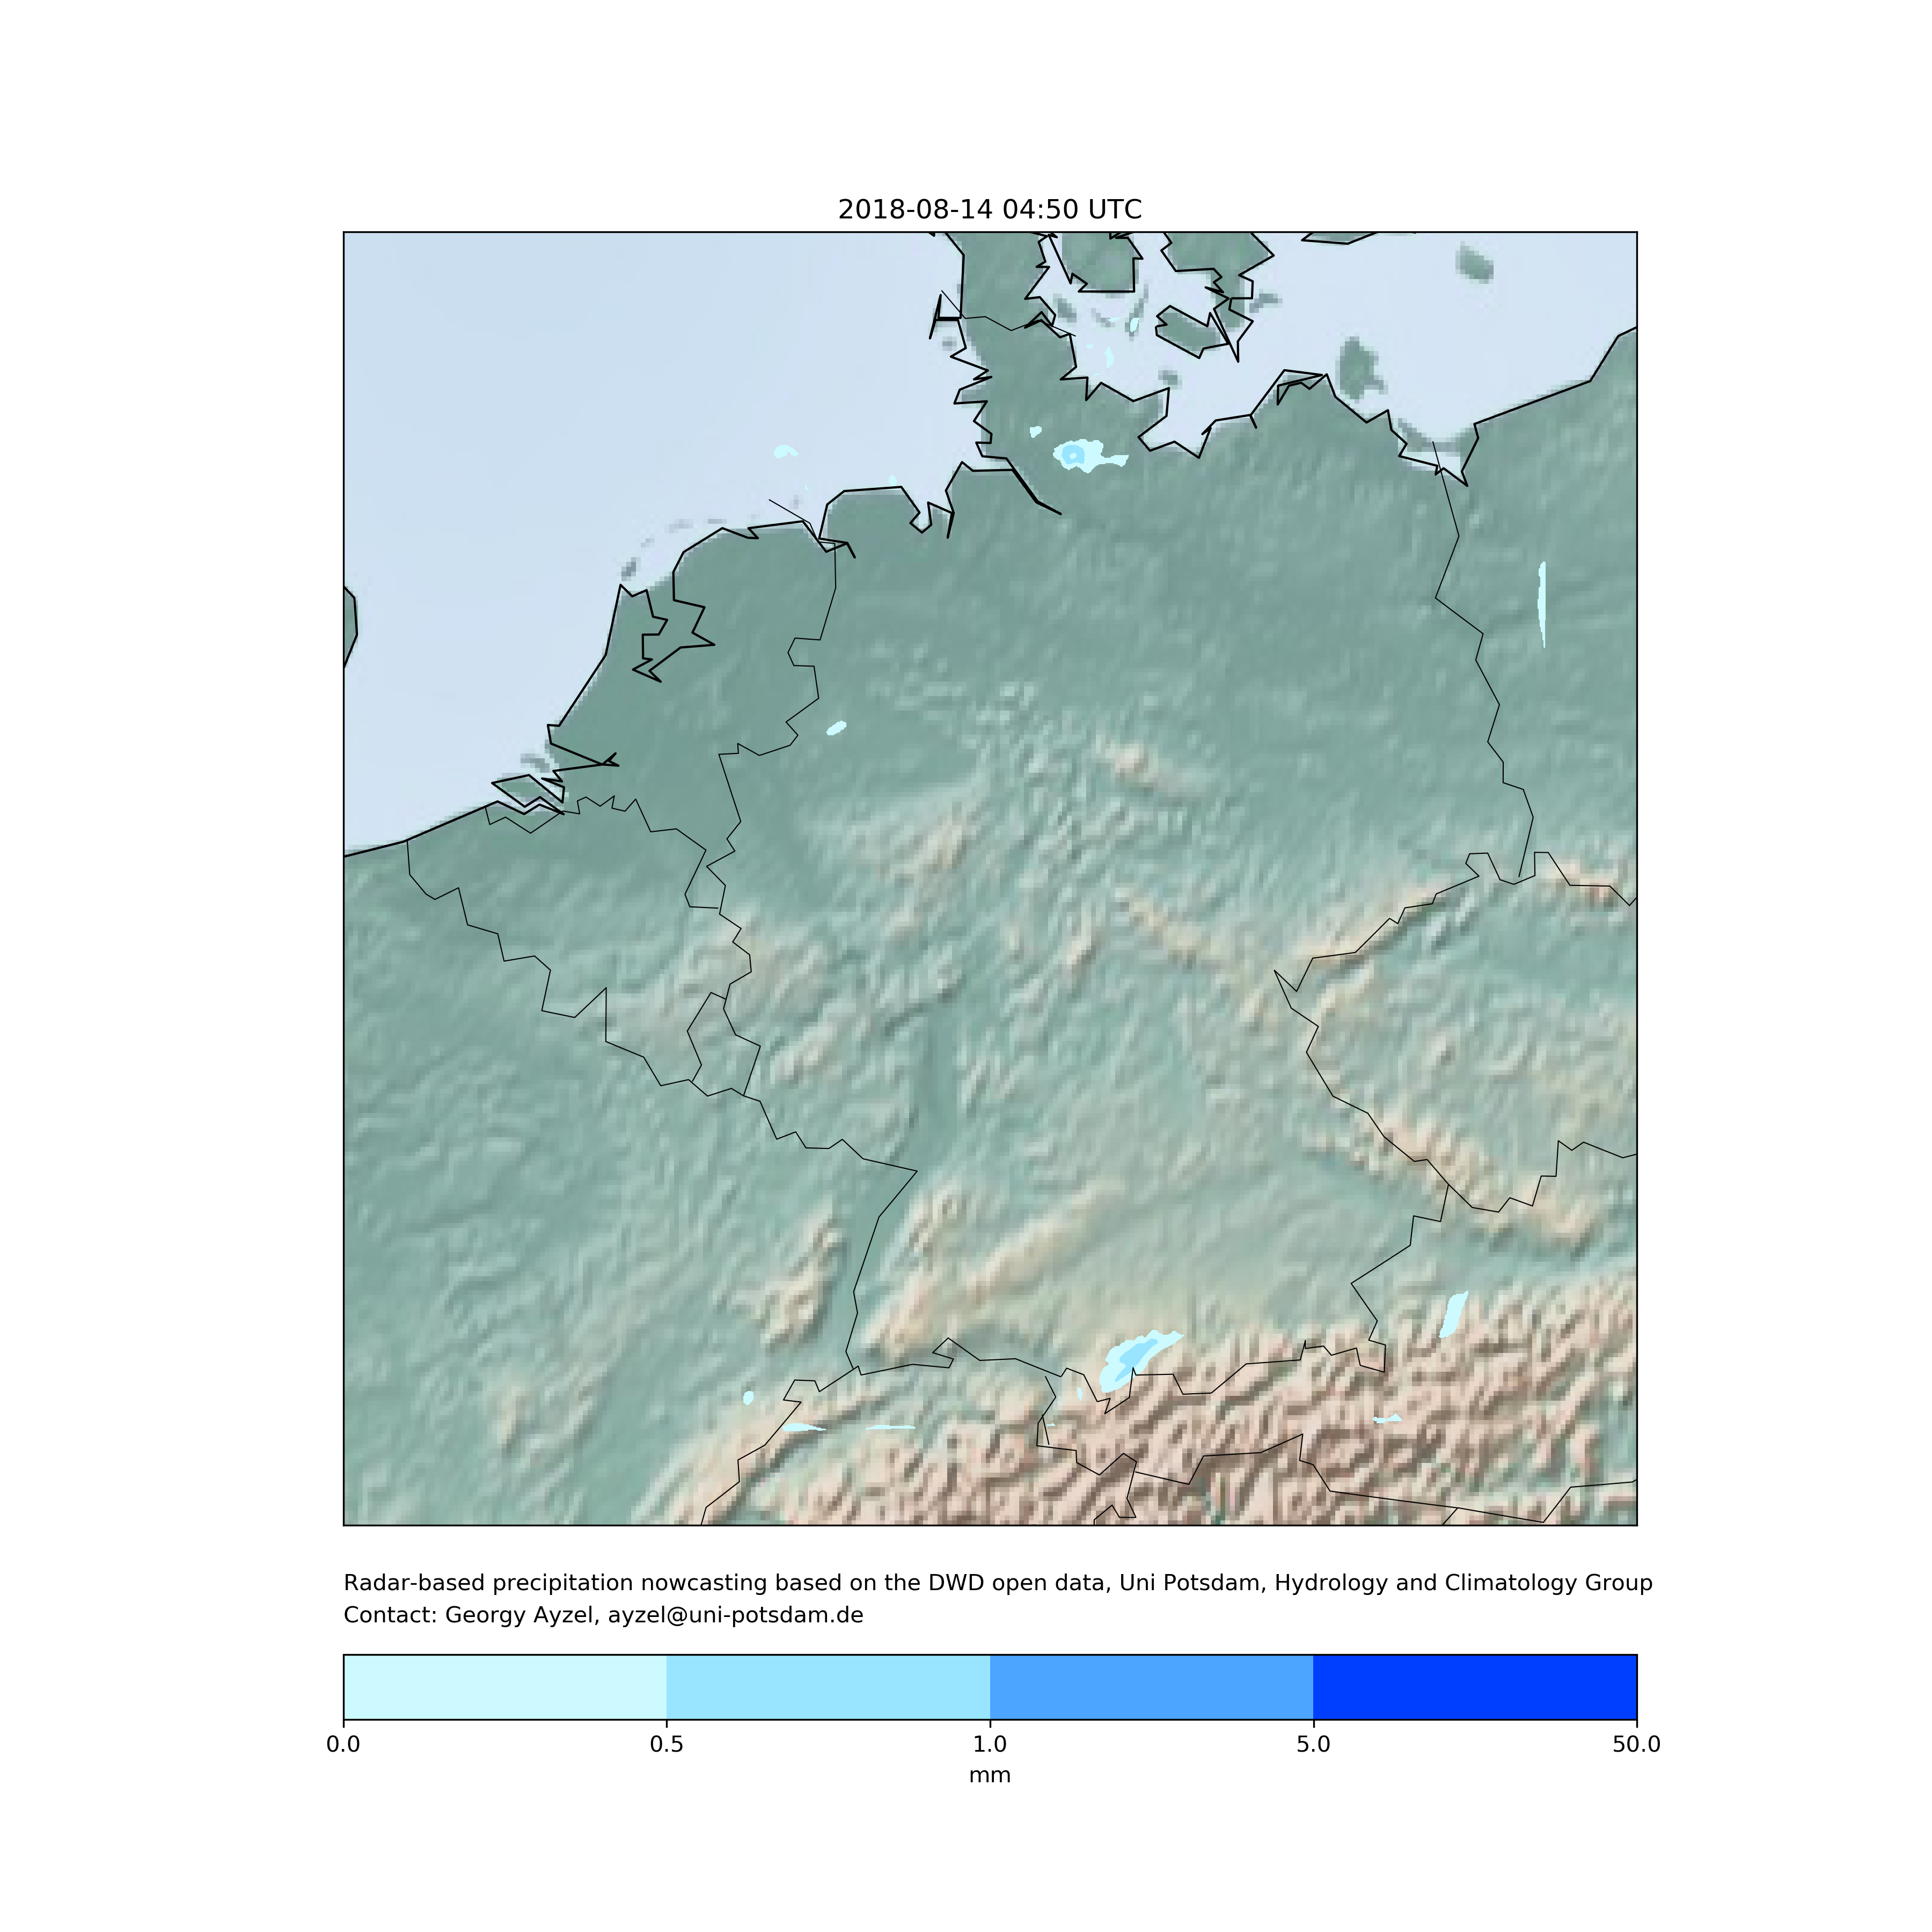 2018-08-14 04:50 UTC
Radar-based precipitation nowcasting based on the DWD open data, Uni Potsdam, Hydrology and Climatology Group
Contact: Georgy Ayzel, ayzel@uni-potsdam.de
0.0 0.5 1.0 5.0 50.0
mm